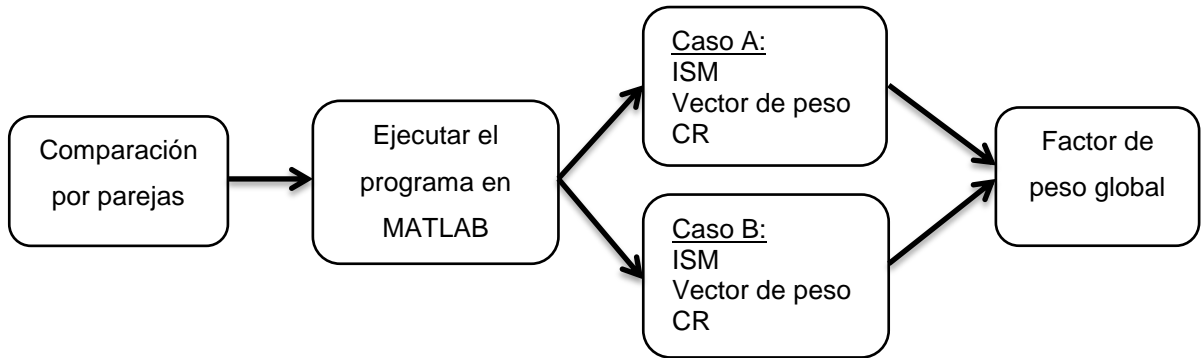 Comparación
por parejas
Ejecutar el
programa en
MATLAB
Caso A:
ISM
Vector de peso
CR
Caso B:
ISM
Vector de peso
CR
Factor de
peso global